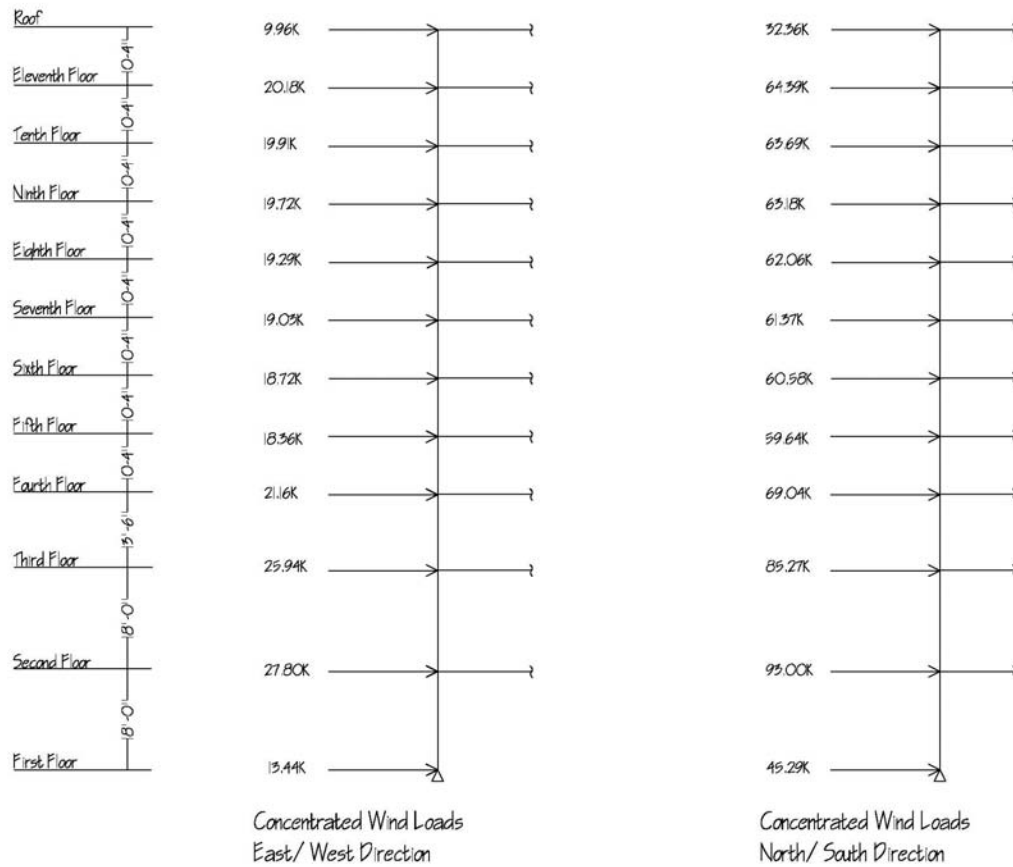 Roof
9.96K
32.36K
10'-4"
Eleventh Floor
20.18K
64.39K
10'-4"
Tenth Floor
19.91K
63.69K
10'-4"
Ninth Floor
19.72K
63.18K
10'-4"
Eighth Floor
19.29K
62.06K
10'-4"
Seventh Floor
19.03K
61.37K
10'-4"
Sixth Floor
18.72K
60.58K
10'-4"
Fifth Floor
18.36K
59.64K
10'-4"
Fourth Floor
21.16K
69.04K
13'-6"
Third Floor
25.94K
85.27K
18'-0"
Second Floor
27.80K
93.00K
18'-0"
First Floor
13.44K
45.29K
Concentrated Wind Loads
East/ West Direction
Concentrated Wind Loads
North/ South Direction